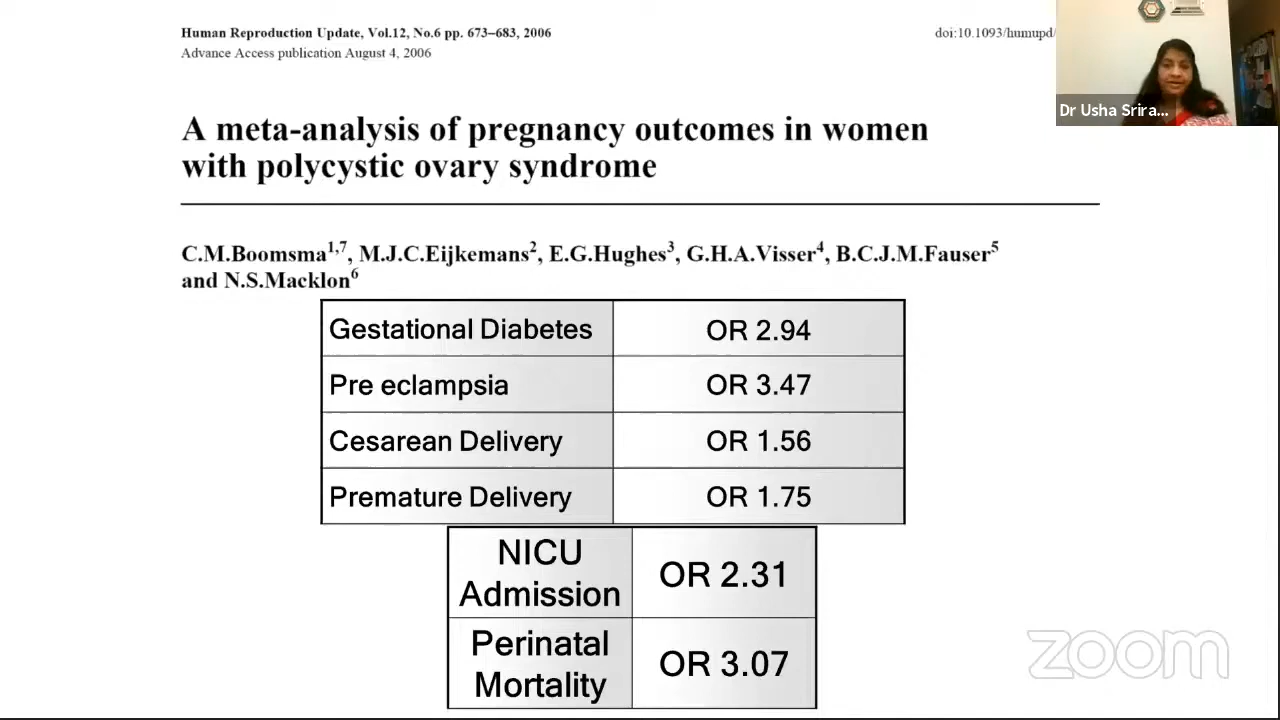 Human Reproduction Update, Vol.12, No.6 pp. 673–683, 2006
doi:10.1093/humupd/
Advance Access publication August 4, 2006
Dr Usha Srira...
A meta-analysis of pregnancy outcomes in women
with polycystic ovary syndrome
C.M.Boomsma1,7, M.J.C.Eijkemans2, E.G.Hughes3, G.H.A.Visser4, B.C.J.M.Fauser5
and N.S.Macklon6
Gestational Diabetes OR 2.94
Pre eclampsia OR 3.47
Cesarean Delivery OR 1.56
Premature Delivery OR 1.75
NICU
Admission
OR 2.31
Perinatal
Mortality
OR 3.07
zoom